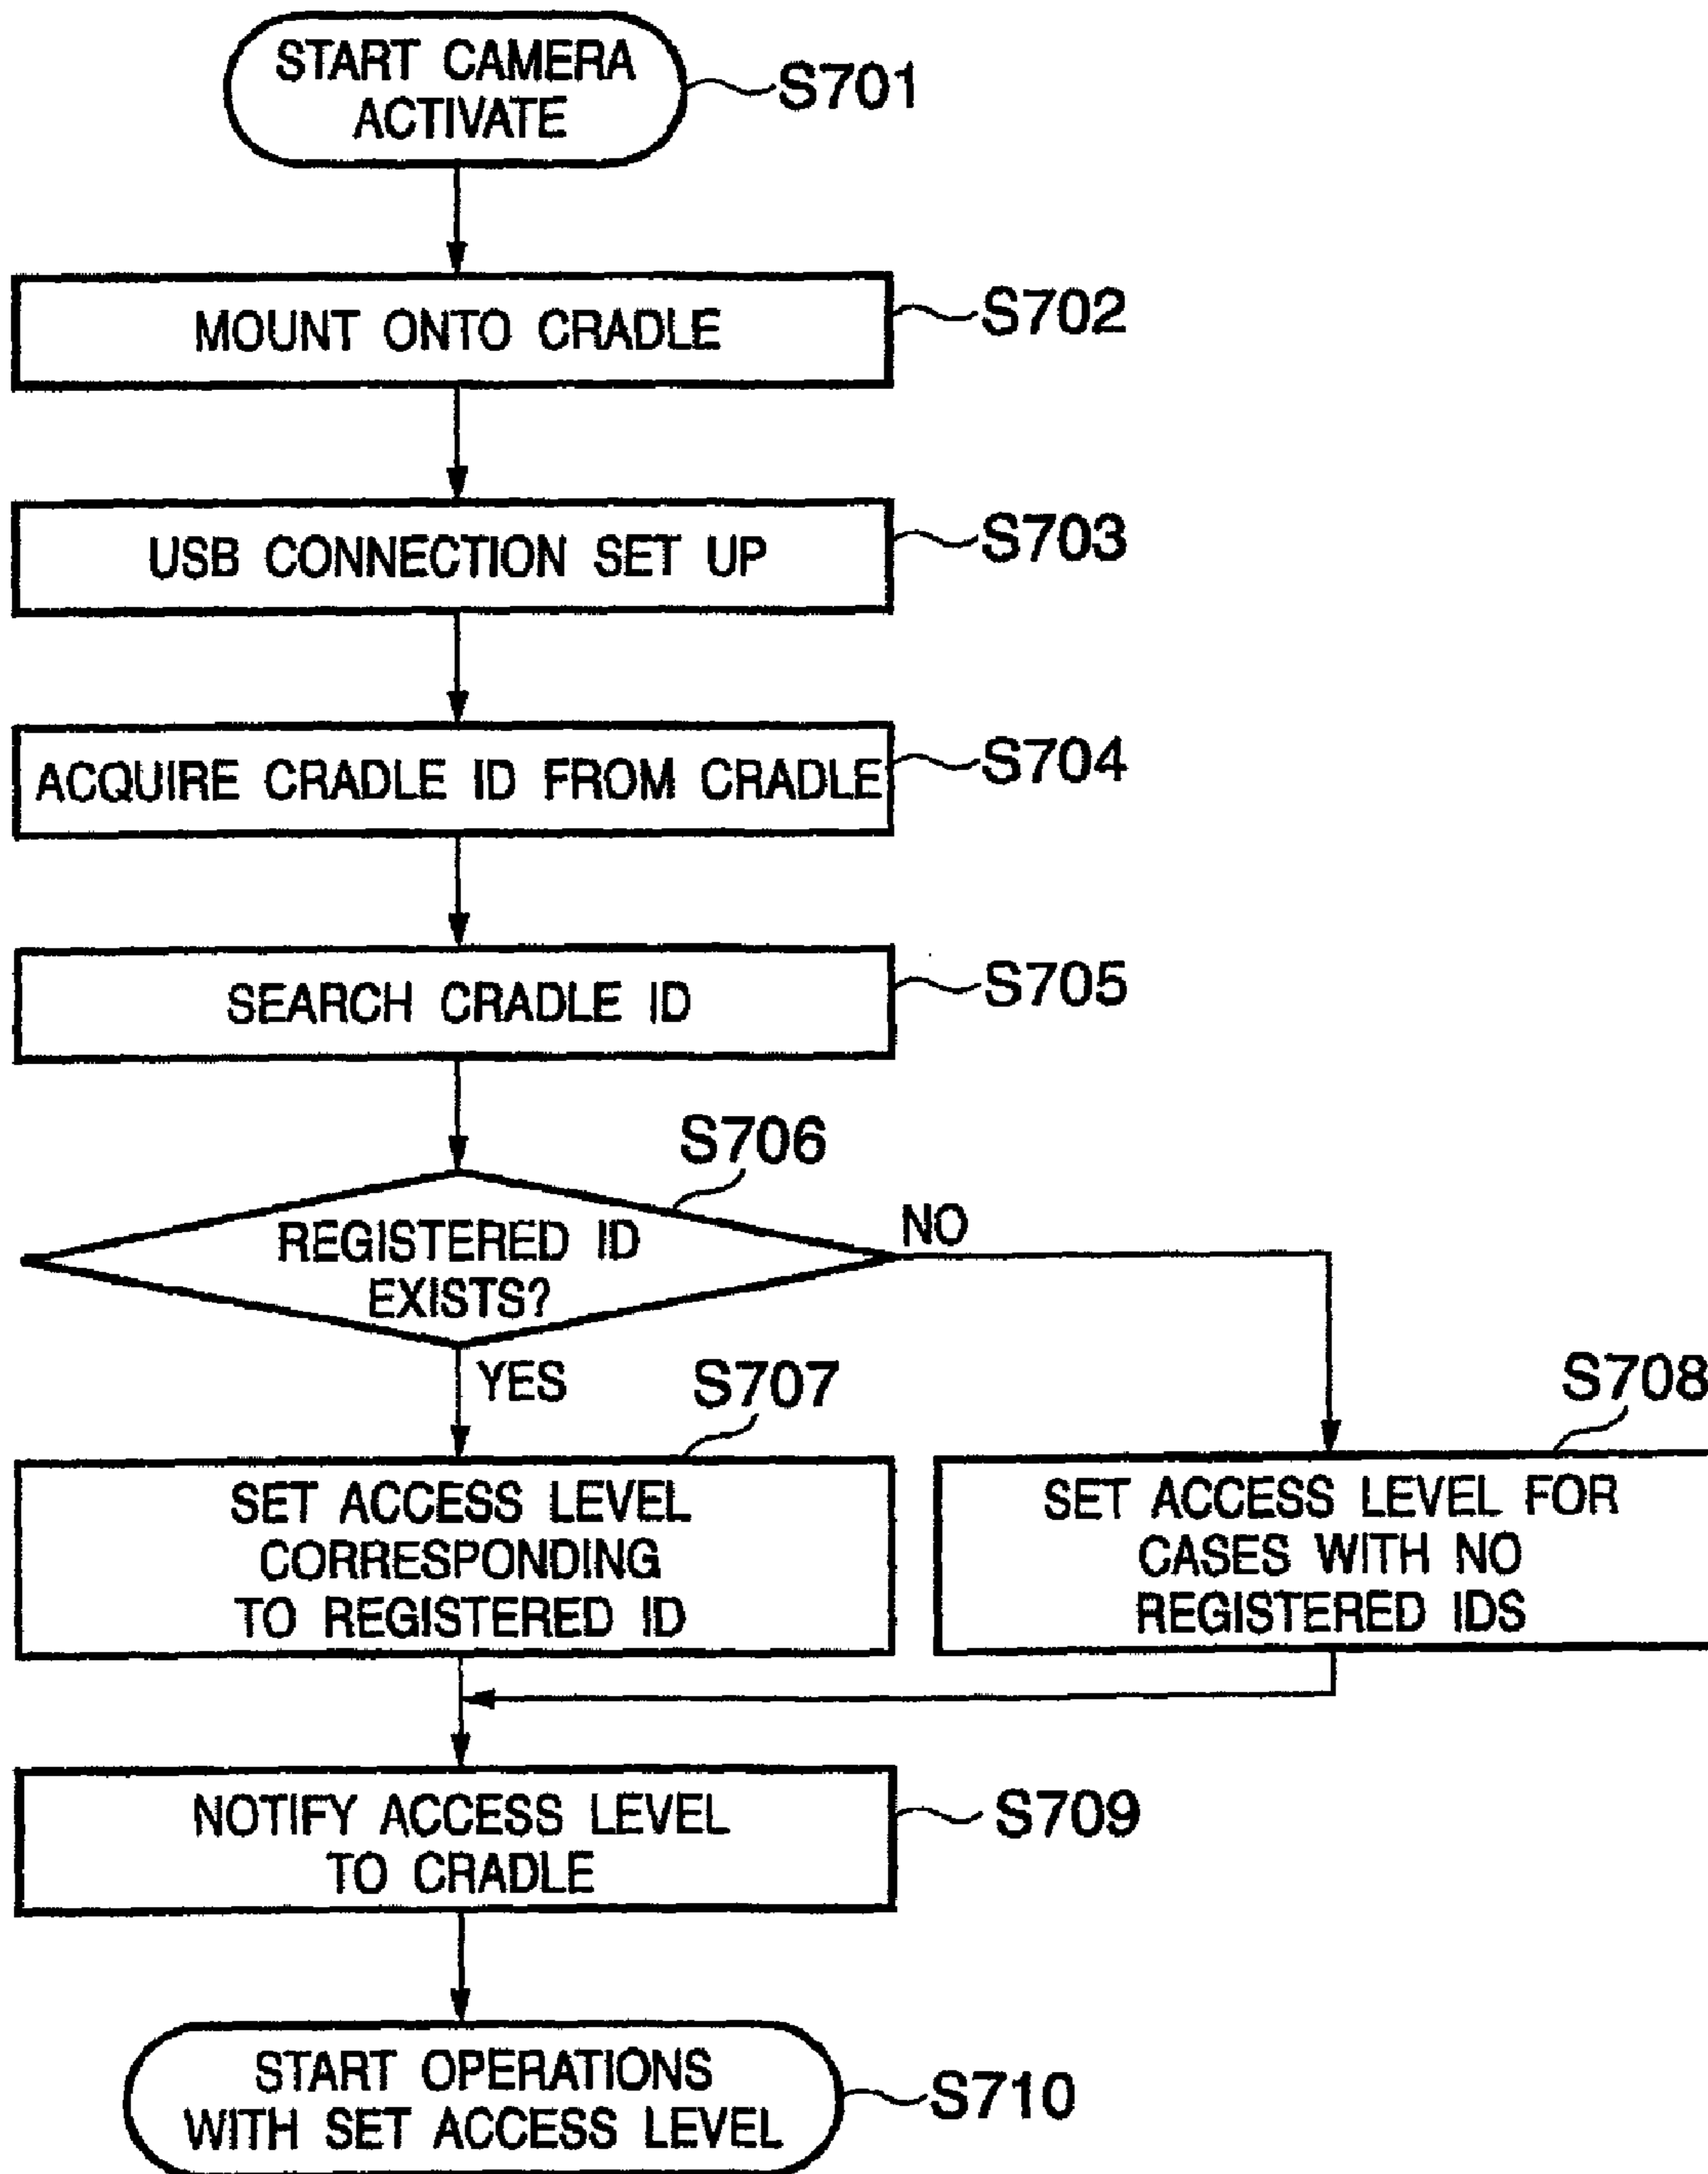 START CAMERA
ACTIVATE
S701
MOUNT ONTO CRADLE
S702
USB CONNECTION SET UP
S703
ACQUIRE CRADLE ID FROM CRADLE
S704
SEARCH CRADLE ID
S705
S706
REGISTERED ID
EXISTS?
NO
YES
S707
SET ACCESS LEVEL
CORRESPONDING
TO REGISTERED ID
S708
SET ACCESS LEVEL FOR
CASES WITH NO
REGISTERED IDS
NOTIFY ACCESS LEVEL
TO CRADLE
S709
START OPERATIONS
WITH SET ACCESS LEVEL
S710